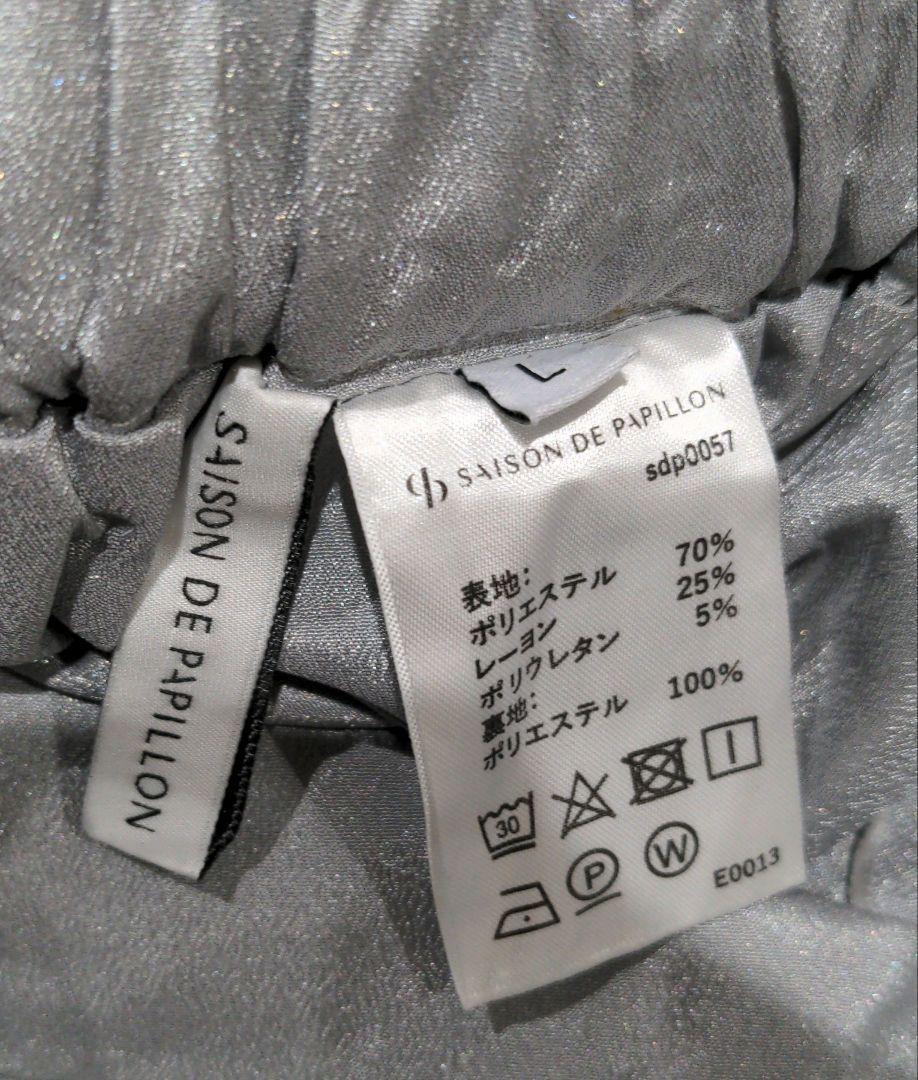 SAISON DE PAPILLON
L
SAISON DE PAPILLON
sdp0057
表地:
ポリエステル 70%
レーヨン 25%
ポリウレタン 5%
裏地:
ポリエステル 100%
30
P W
E0013